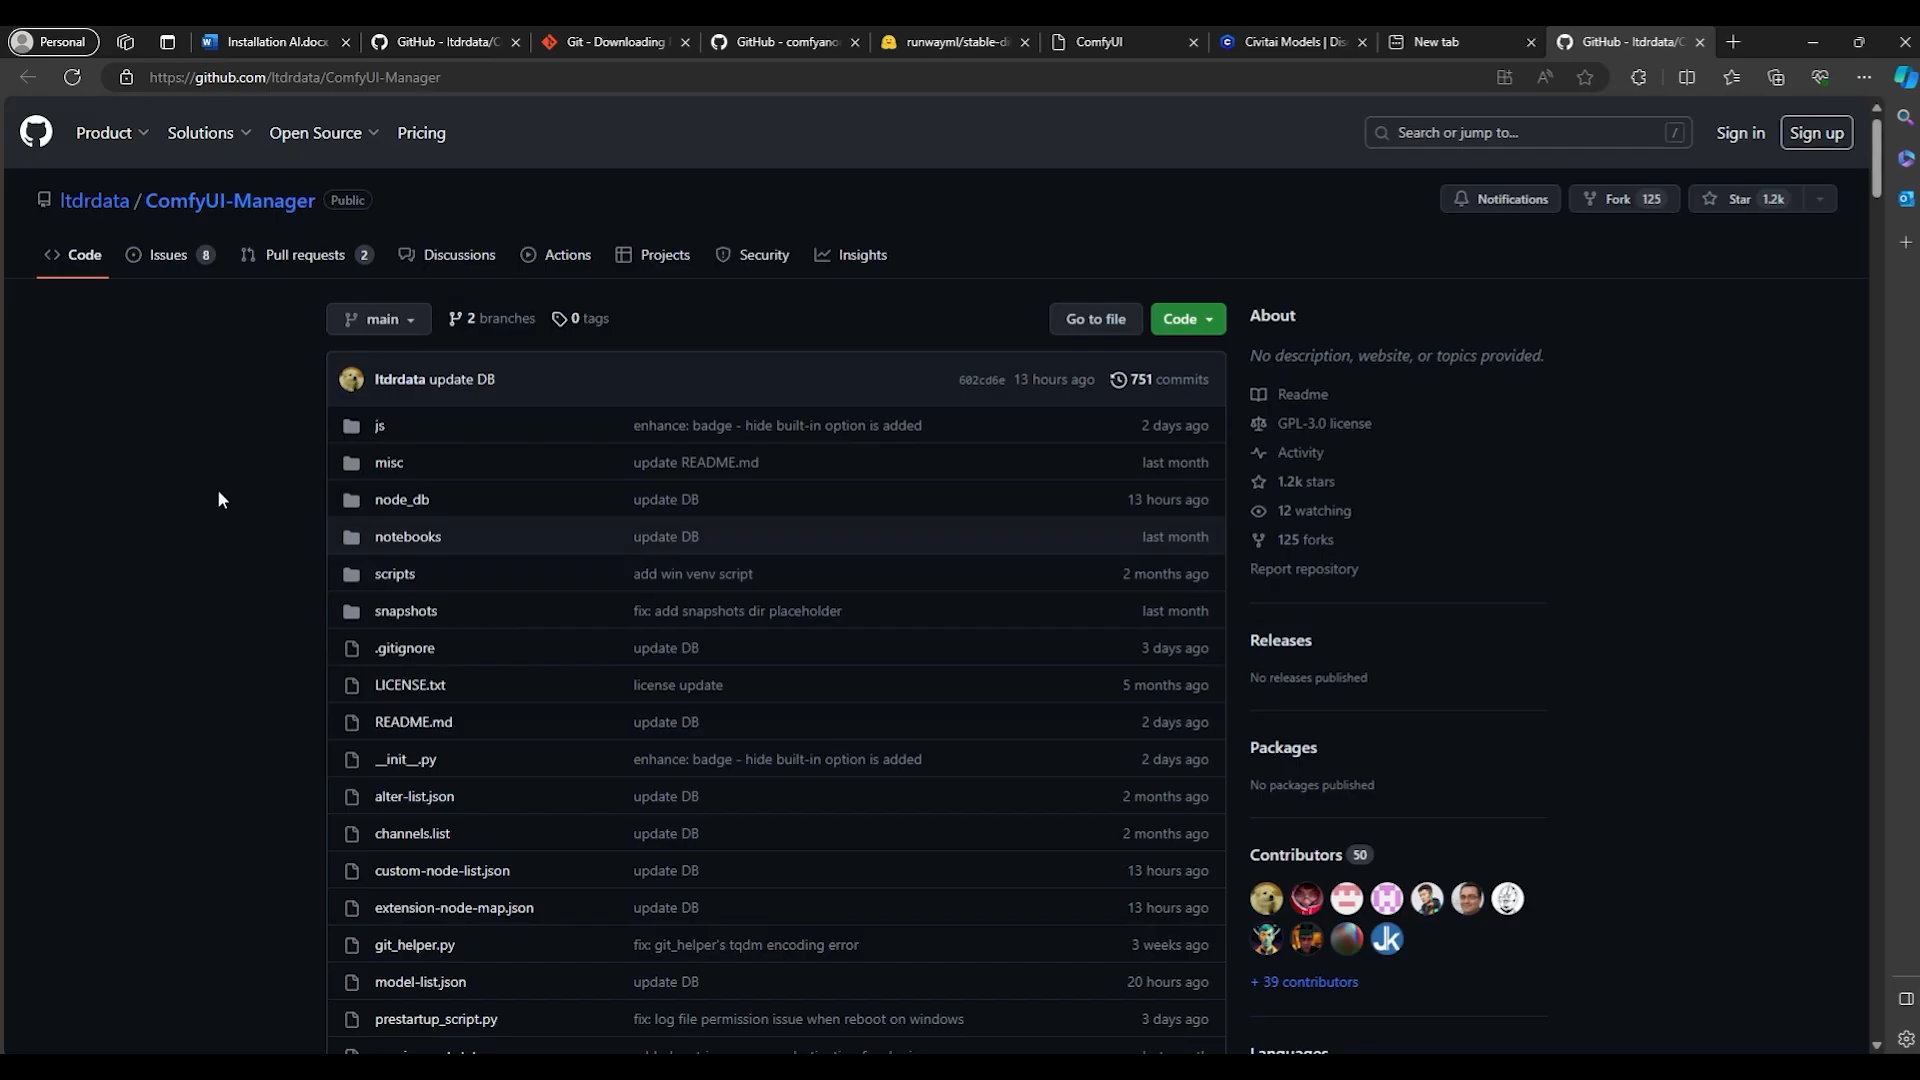 Personal
Installation AI.docx
GitHub - ltdrdata/C
Git - Downloading
GitHub - comfyano
runwayml/stable-di
ComfyUI
Civitai Models | Dis
New tab
GitHub - ltdrdata/C
https://github.com/ltdrdata/ComfyUI-Manager
Product
Solutions
Open Source
Pricing
Search or jump to...
/
Sign in
Sign up
ltdrdata / ComfyUI-Manager Public
Notifications
Fork 125
Star 1.2k
Code
Issues 8
Pull requests 2
Discussions
Actions
Projects
Security
Insights
main
2 branches
0 tags
Go to file
Code
ltdrdata update DB 602cd6e 13 hours ago 751 commits
js enhance: badge - hide built-in option is added 2 days ago
misc update README.md last month
node_db update DB 13 hours ago
notebooks update DB last month
scripts add win venv script 2 months ago
snapshots fix: add snapshots dir placeholder last month
.gitignore update DB 3 days ago
LICENSE.txt license update 5 months ago
README.md update DB 2 days ago
__init__.py enhance: badge - hide built-in option is added 2 days ago
alter-list.json update DB 2 months ago
channels.list update DB 2 months ago
custom-node-list.json update DB 13 hours ago
extension-node-map.json update DB 13 hours ago
git_helper.py fix: git_helper's tqdm encoding error 3 weeks ago
model-list.json update DB 20 hours ago
prestartup_script.py fix: log file permission issue when reboot on windows 3 days ago
About
No description, website, or topics provided.
Readme
GPL-3.0 license
Activity
1.2k stars
12 watching
125 forks
Report repository
Releases
No releases published
Packages
No packages published
Contributors 50
JK
+ 39 contributors
Languages